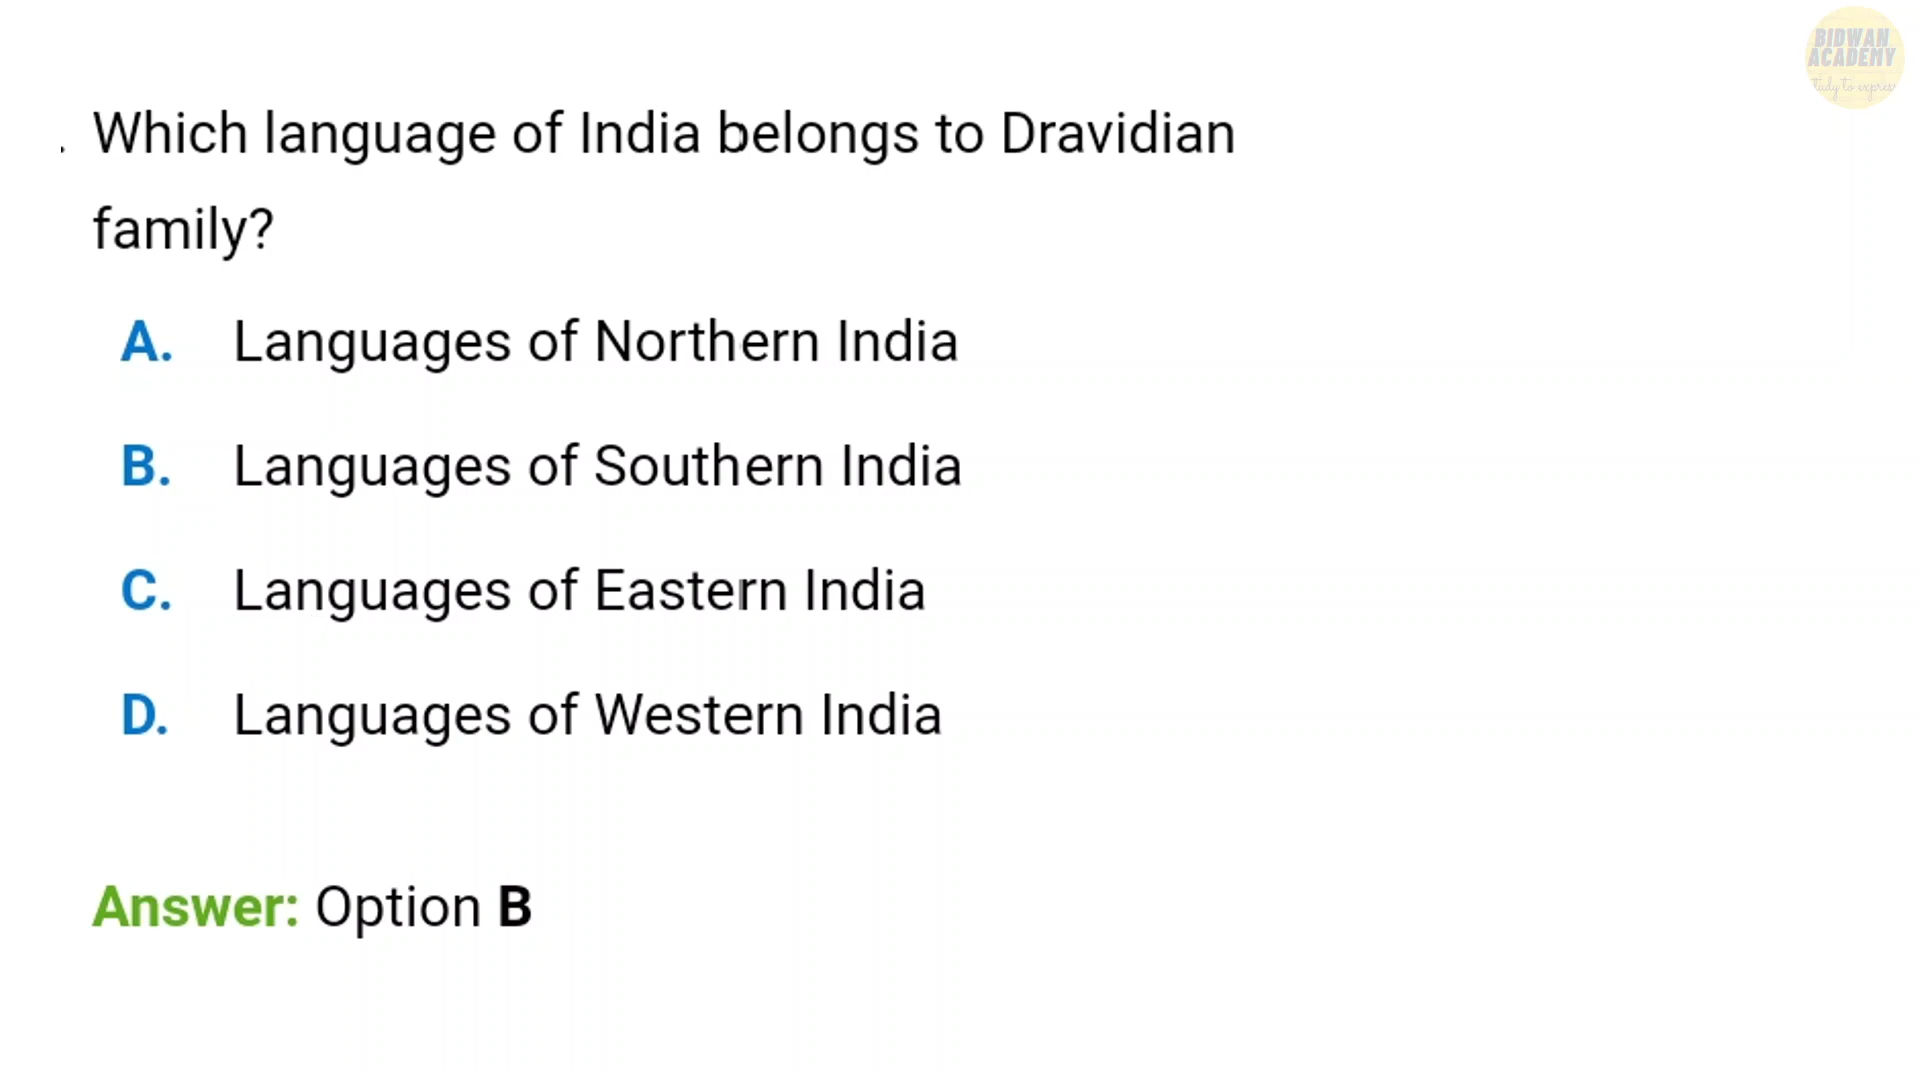 BIDWAN
ACADEMY
. Which language of India belongs to Dravidian
family?
A. Languages of Northern India
B. Languages of Southern India
C. Languages of Eastern India
D. Languages of Western India
Answer: Option B